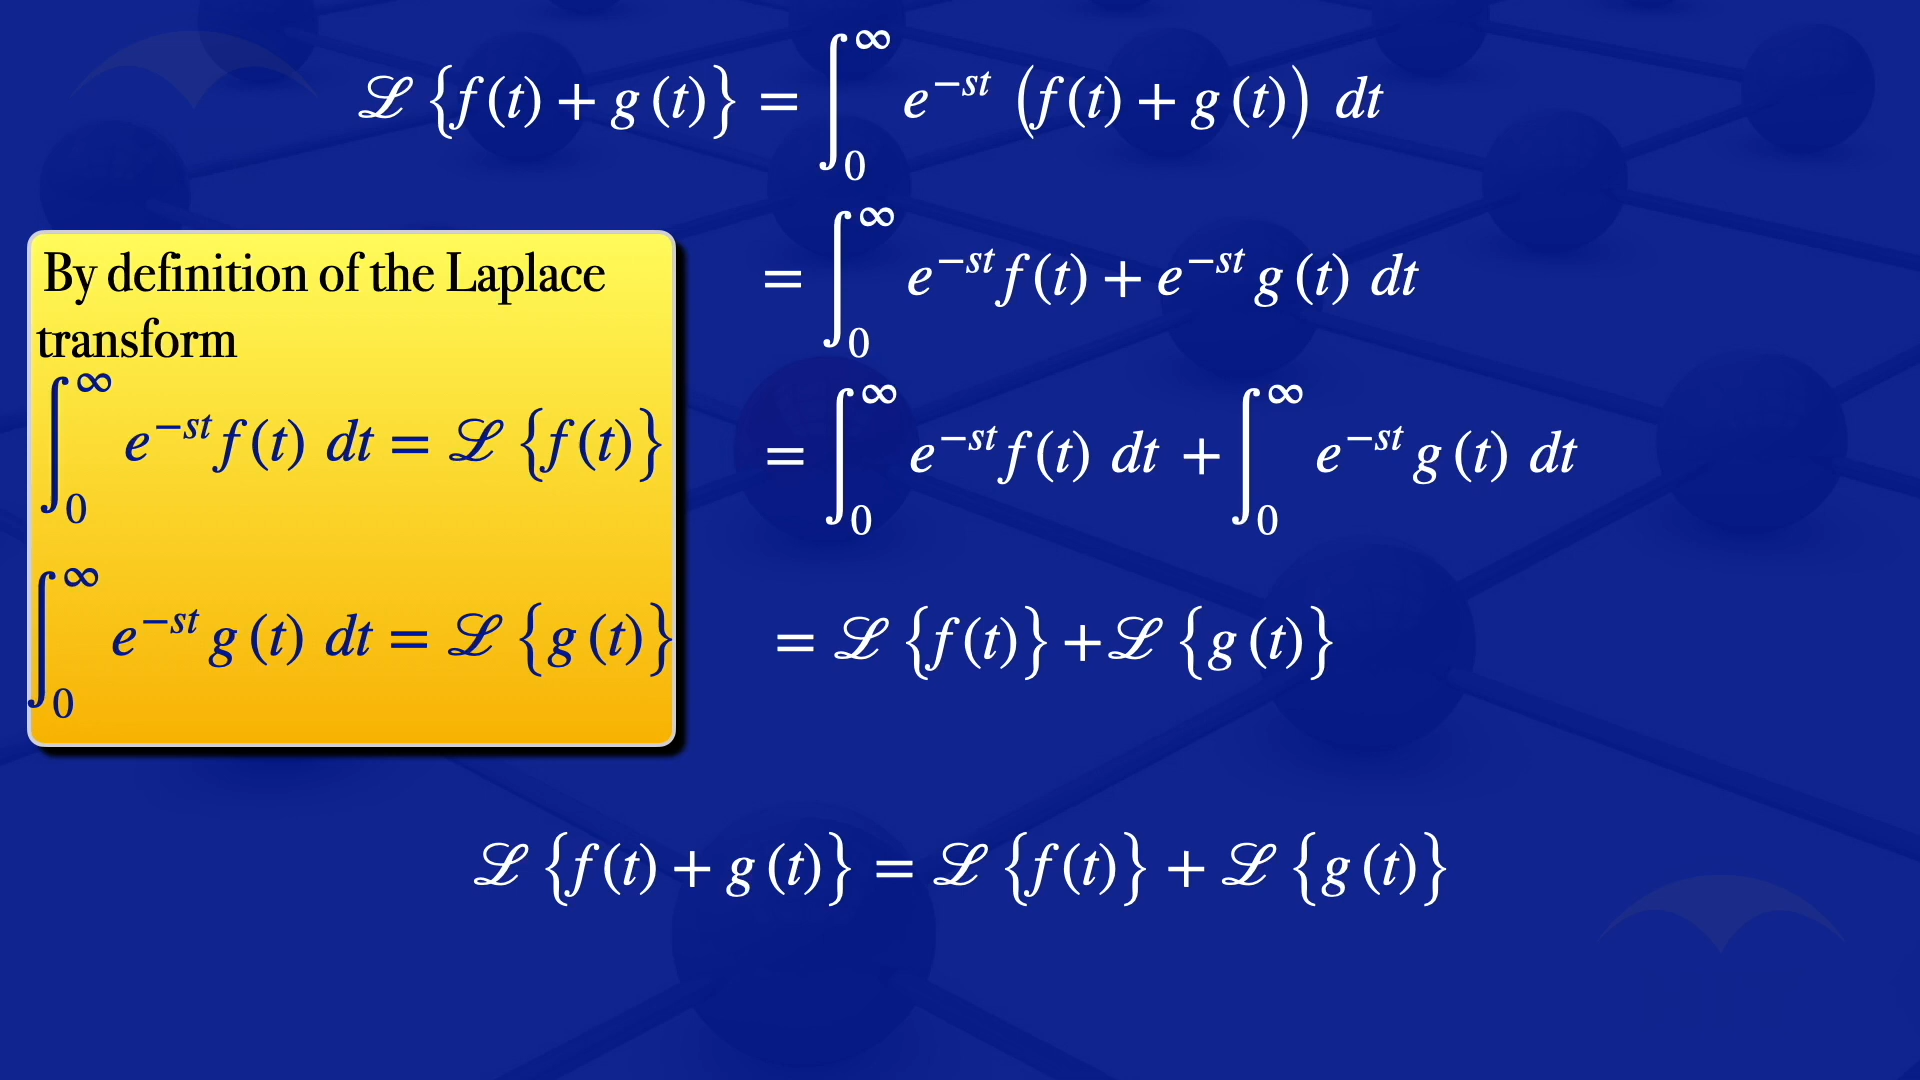 ℒ {f(t) + g(t)} = ∫₀^∞ e^{−st} (f(t) + g(t)) dt
= ∫₀^∞ e^{−st} f(t) + e^{−st} g(t) dt
= ∫₀^∞ e^{−st} f(t) dt + ∫₀^∞ e^{−st} g(t) dt
= ℒ {f(t)} + ℒ {g(t)}
By definition of the Laplace
transform
∫₀^∞ e^{−st} f(t) dt = ℒ {f(t)}
∫₀^∞ e^{−st} g(t) dt = ℒ {g(t)}
ℒ {f(t) + g(t)} = ℒ {f(t)} + ℒ {g(t)}